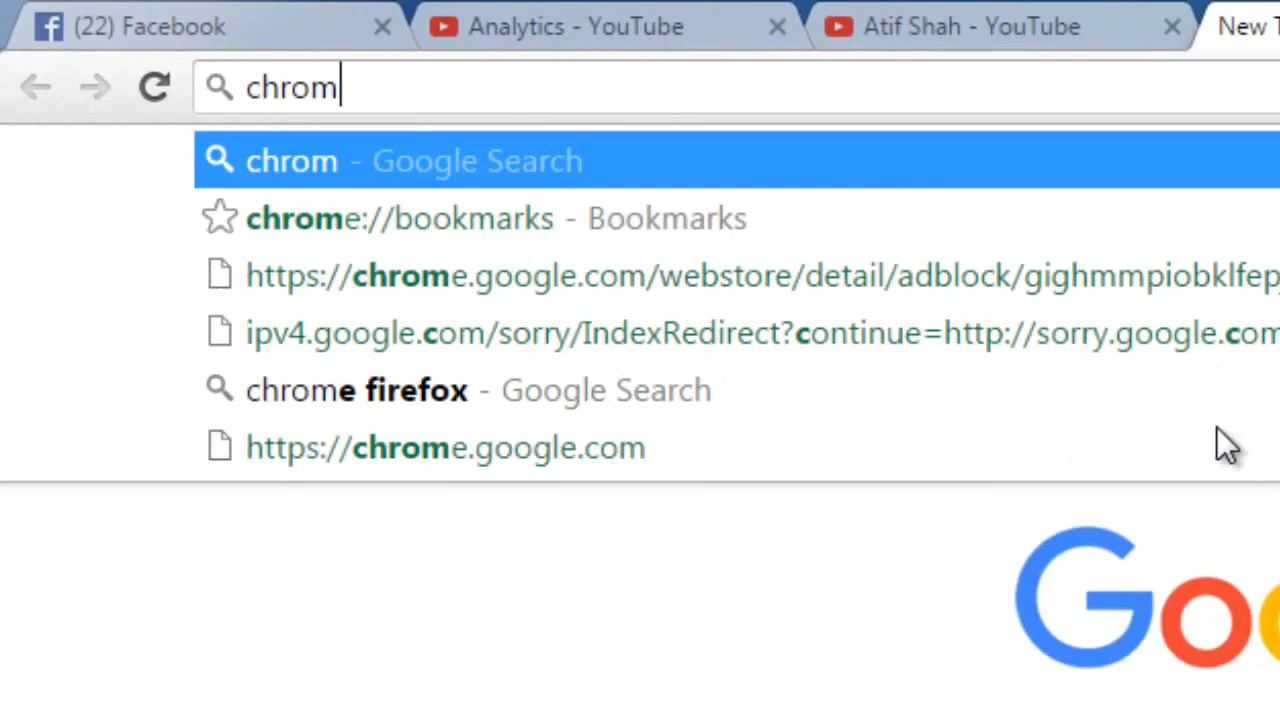 (22) Facebook
Analytics - YouTube
Atif Shah - YouTube
New T
chrom
chrom - Google Search
chrome://bookmarks - Bookmarks
https://chrome.google.com/webstore/detail/adblock/gighmmpiobklfep
ipv4.google.com/sorry/IndexRedirect?continue=http://sorry.google.com
chrome firefox - Google Search
https://chrome.google.com
Goo